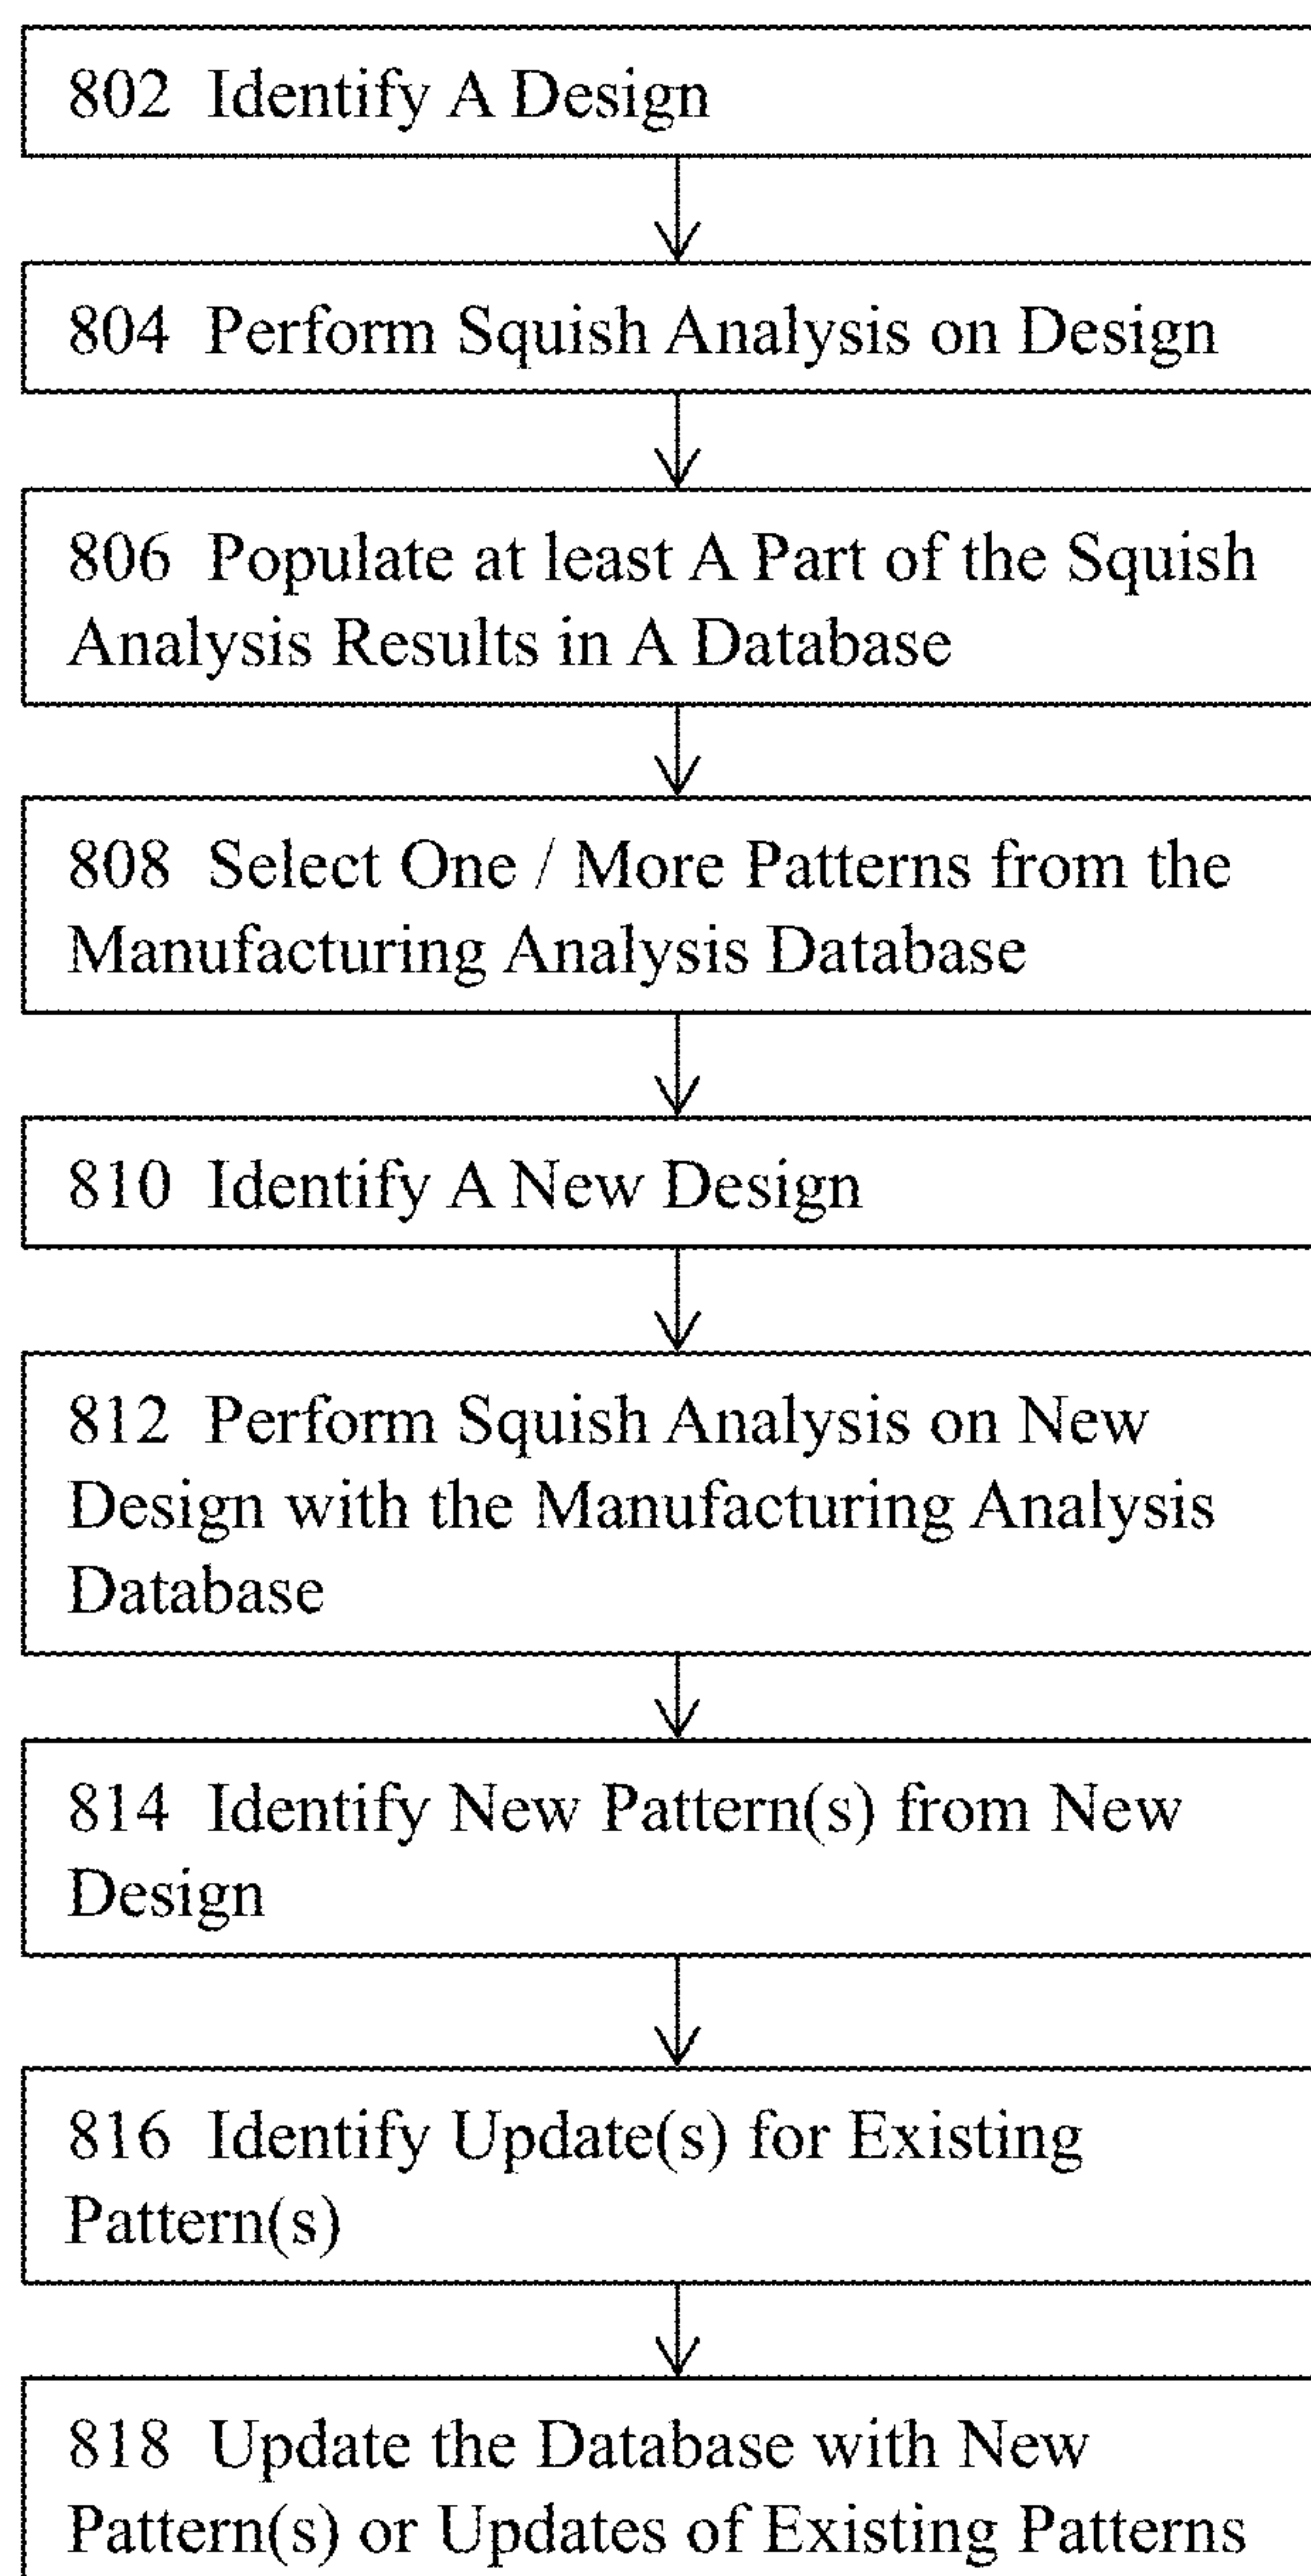 802 Identify A Design
804 Perform Squish Analysis on Design
806 Populate at least A Part of the Squish
Analysis Results in A Database
808 Select One / More Patterns from the
Manufacturing Analysis Database
810 Identify A New Design
812 Perform Squish Analysis on New
Design with the Manufacturing Analysis
Database
814 Identify New Pattern(s) from New
Design
816 Identify Update(s) for Existing
Pattern(s)
818 Update the Database with New
Pattern(s) or Updates of Existing Patterns